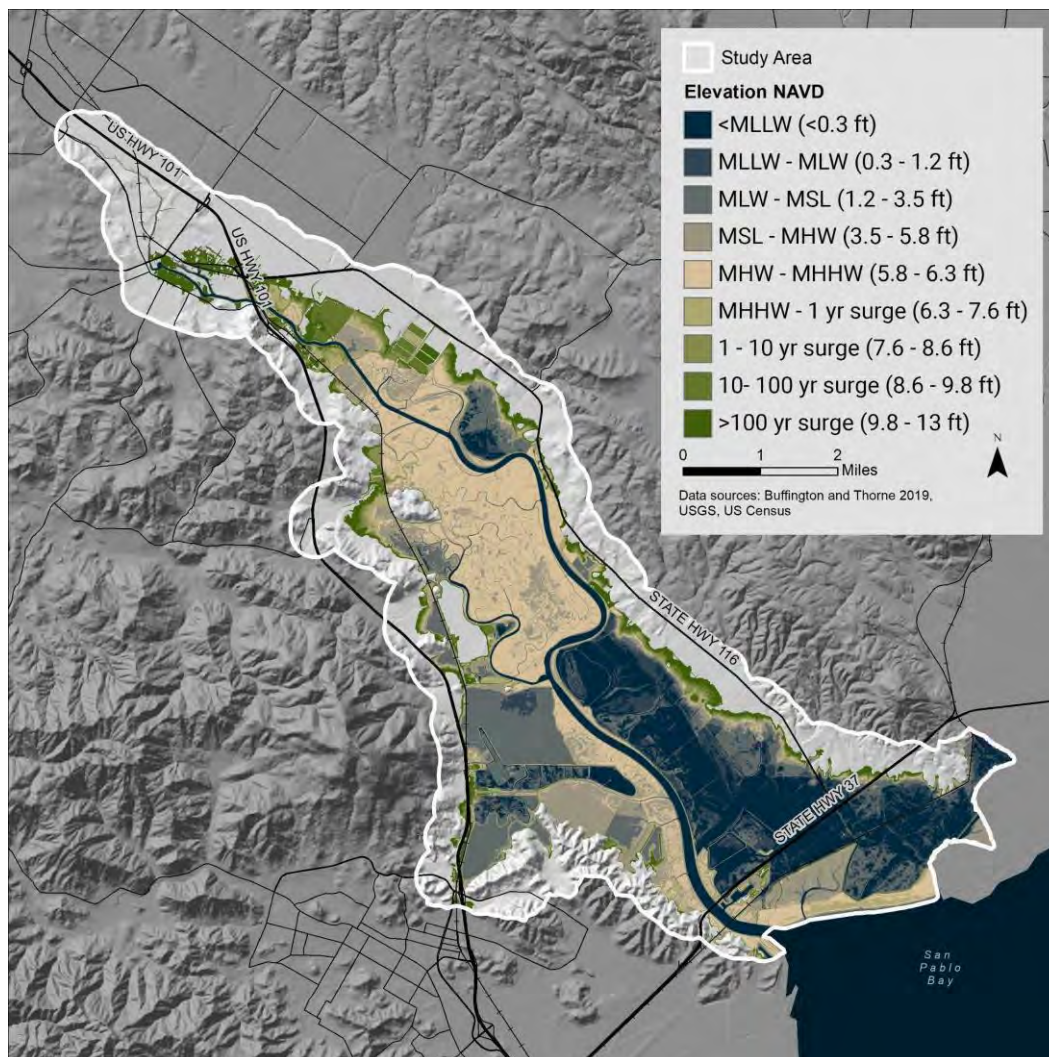 US HWY 101
US HWY 101
STATE HWY 116
STATE HWY 37
San
Pablo
Bay
Study Area
Elevation NAVD
<MLLW (<0.3 ft)
MLLW - MLW (0.3 - 1.2 ft)
MLW - MSL (1.2 - 3.5 ft)
MSL - MHW (3.5 - 5.8 ft)
MHW - MHHW (5.8 - 6.3 ft)
MHHW - 1 yr surge (6.3 - 7.6 ft)
1 - 10 yr surge (7.6 - 8.6 ft)
10- 100 yr surge (8.6 - 9.8 ft)
>100 yr surge (9.8 - 13 ft)
N
0 1 2
Miles
Data sources: Buffington and Thorne 2019,
USGS, US Census